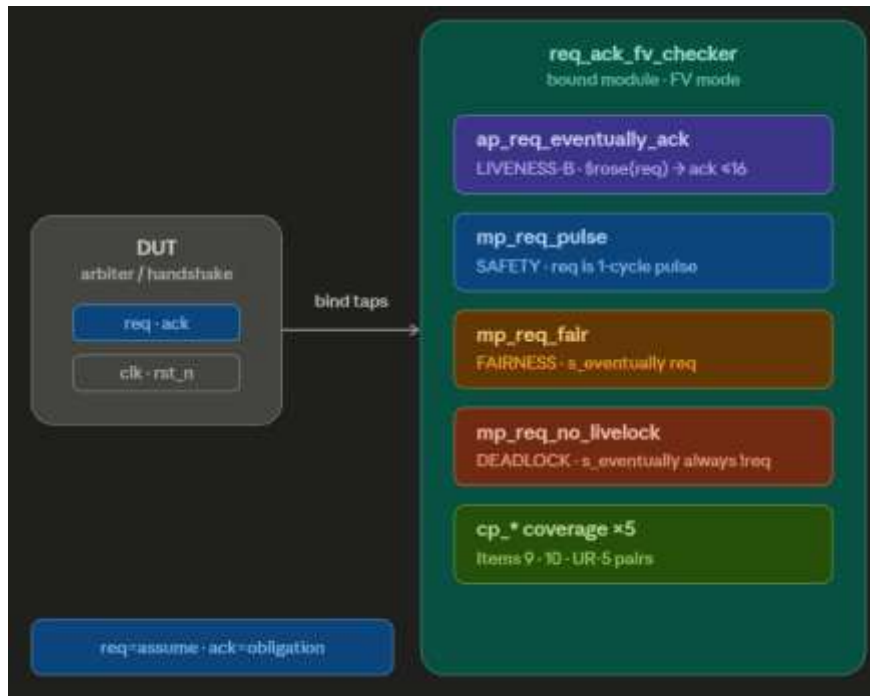 req_ack_fv_checker
bound module · FV mode
ap_req_eventually_ack
LIVENESS-B · $rose(req) → ack ≤16
mp_req_pulse
SAFETY · req is 1-cycle pulse
mp_req_fair
FAIRNESS · s_eventually req
mp_req_no_livelock
DEADLOCK · s_eventually always !req
cp_* coverage ×5
Items 9 · 10 · UR-5 pairs
DUT
arbiter / handshake
req · ack
clk · rst_n
bind taps
req=assume · ack=obligation